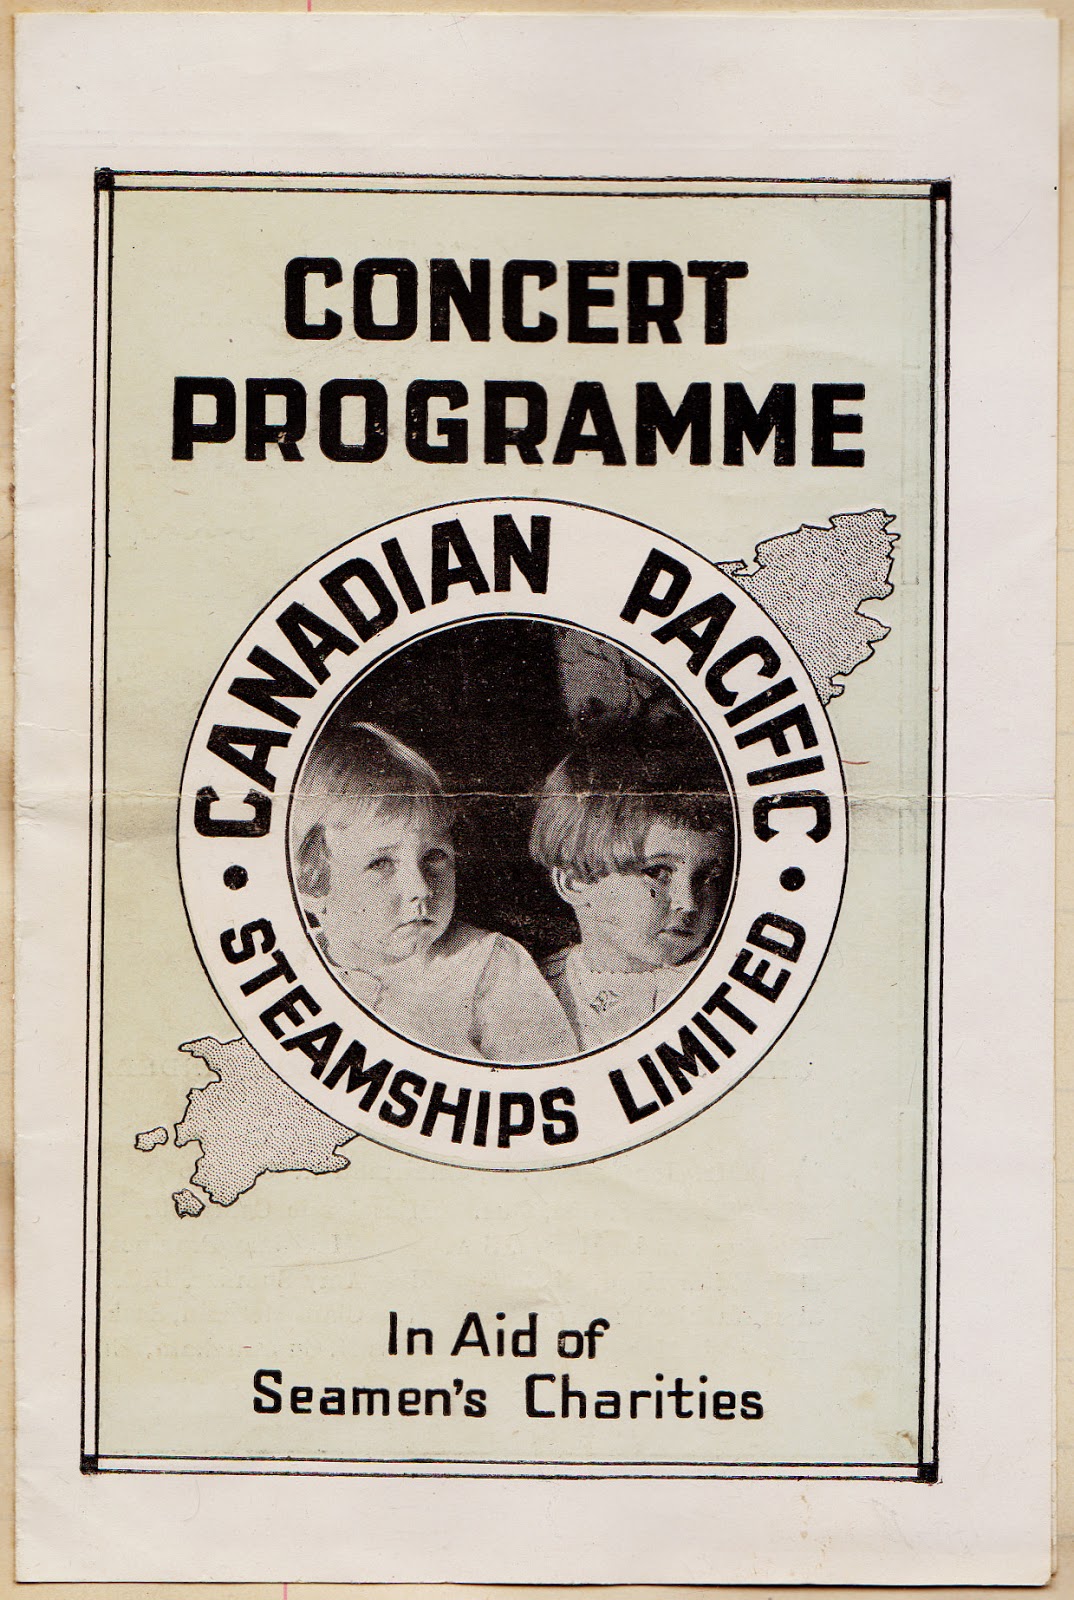 CONCERT
PROGRAMME
CANADIAN PACIFIC
STEAMSHIPS LIMITED
In Aid of
Seamen's Charities